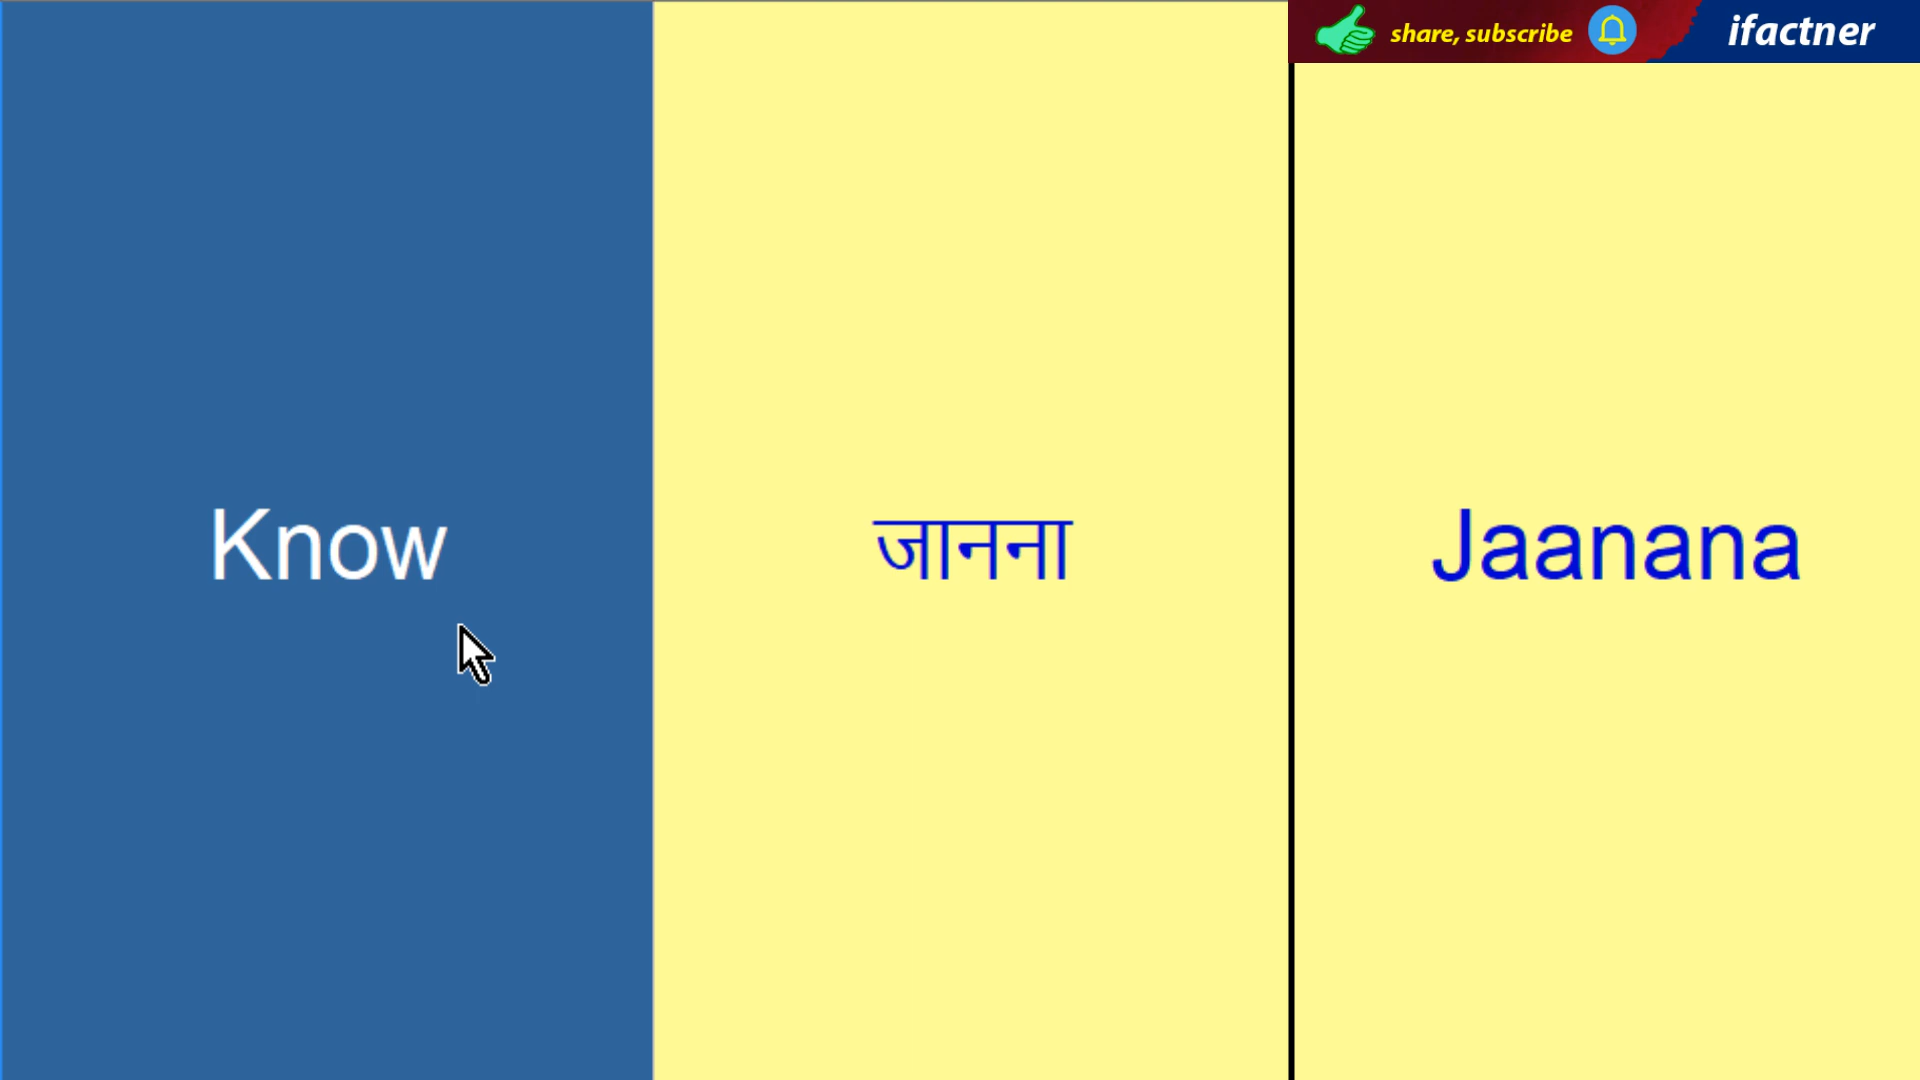 share, subscribe
ifactner
Know
जानना
Jaanana